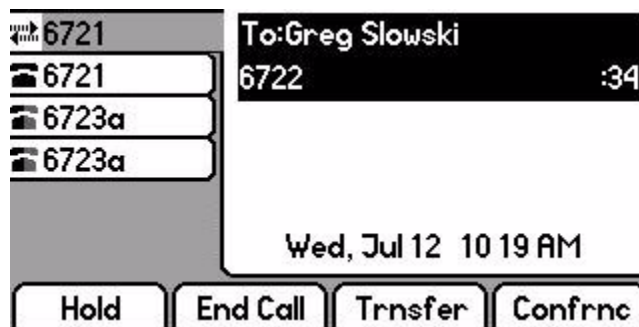 6721
6721
6723a
6723a
To:Greg Slowski
6722 :34
Wed, Jul 12 10 19 AM
Hold End Call Trnsfer Confrnc